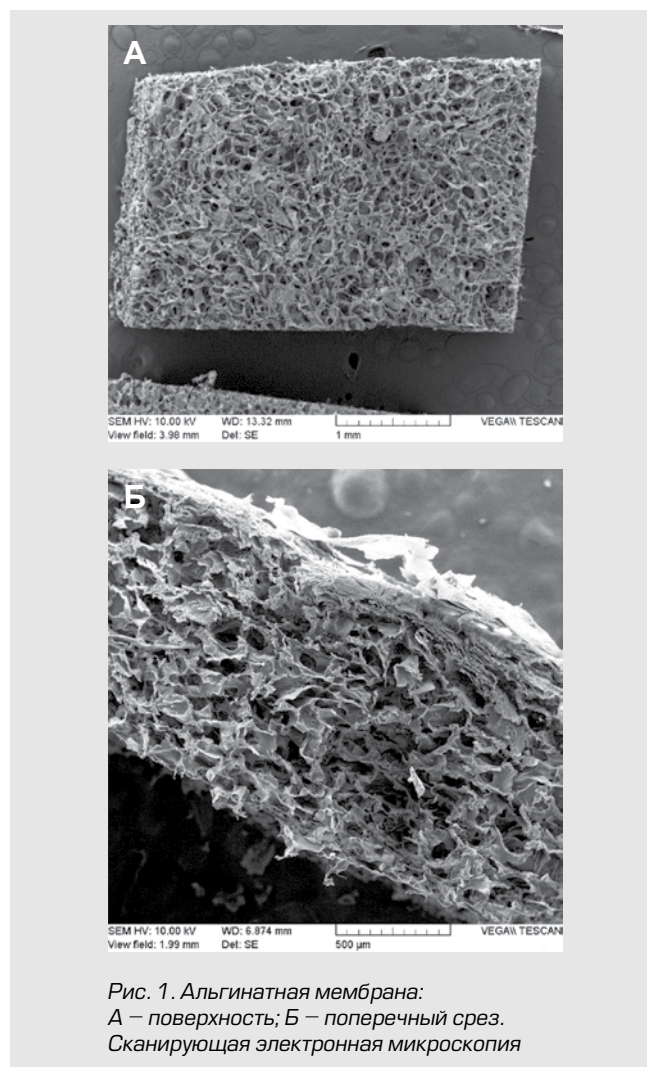 А
SEM HV: 10.00 kV WD: 13.32 mm VEGA\\ TESCAN
View field: 3.98 mm Det: SE 1 mm
Б
SEM HV: 10.00 kV WD: 6.874 mm VEGA\\ TESCAN
View field: 1.99 mm Det: SE 500 µm
Рис. 1. Альгинатная мембрана:
А — поверхность; Б — поперечный срез.
Сканирующая электронная микроскопия